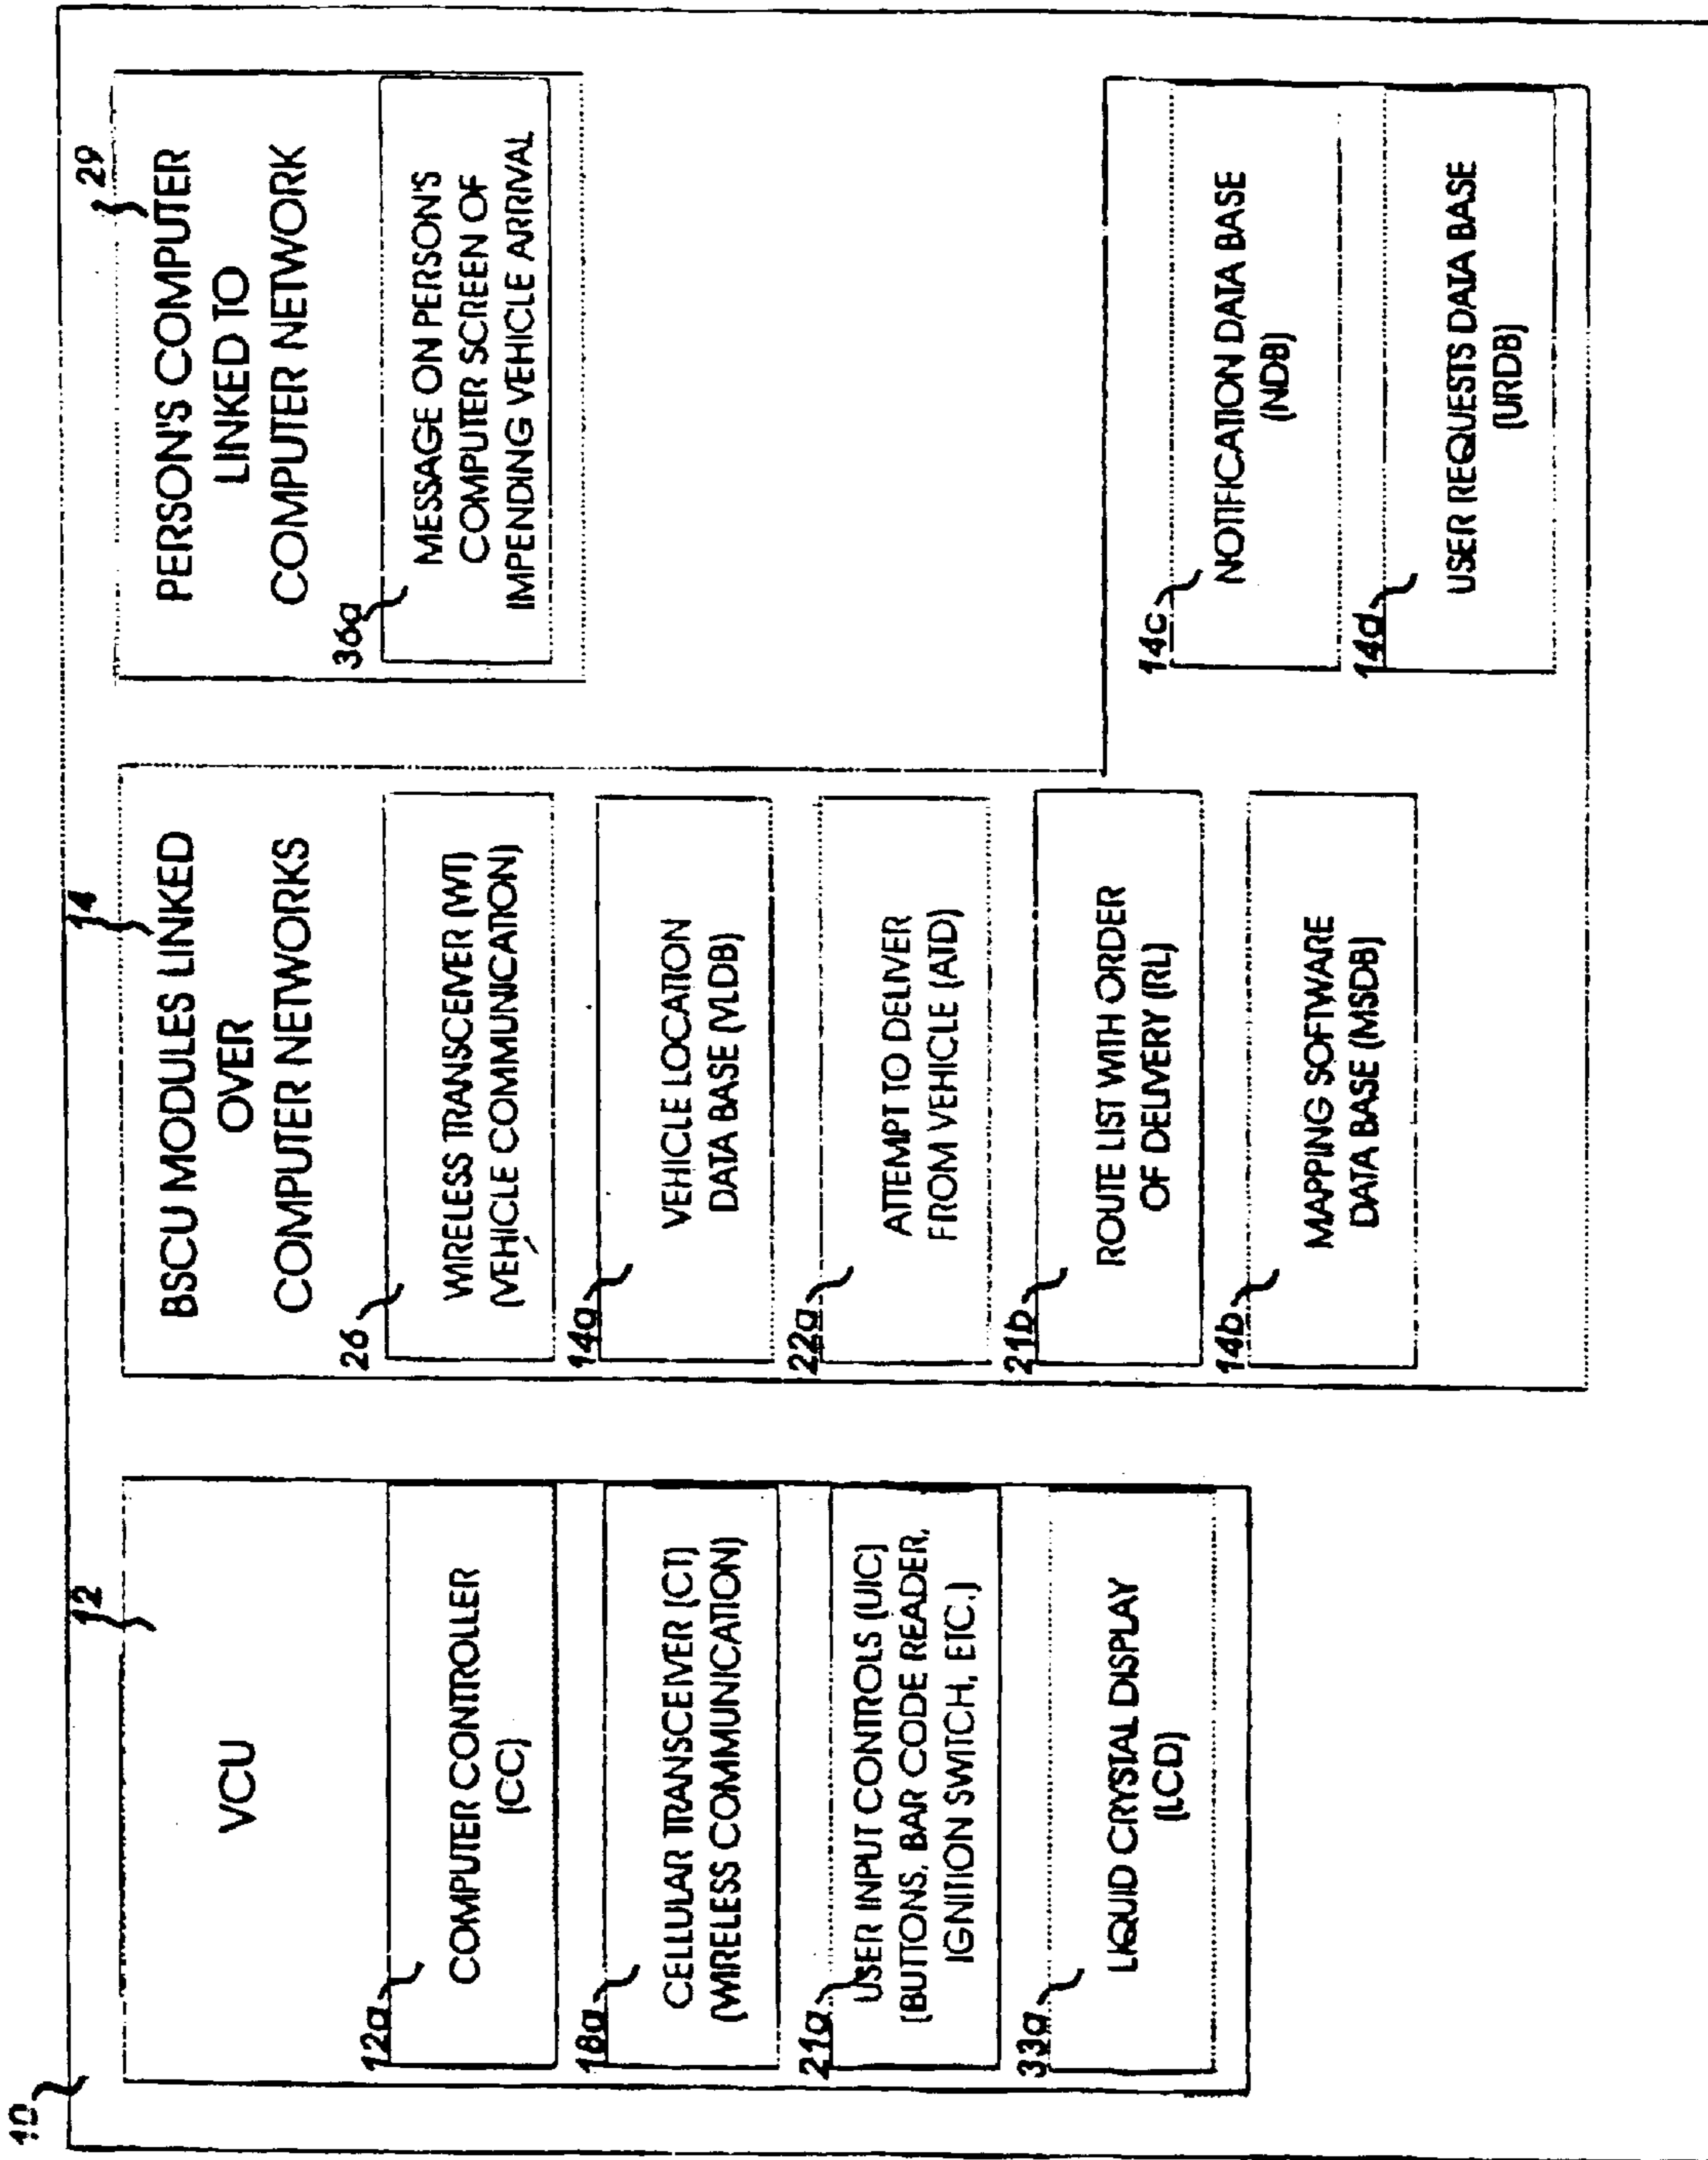 10
12
VCU
12a
COMPUTER CONTROLLER
(CC)
18a
CELLULAR TRANSCEIVER (CT)
(WIRELESS COMMUNICATION)
21a
USER INPUT CONTROLS (UIC)
(BUTTONS, BAR CODE READER,
IGNITION SWITCH, ETC.)
33a
LIQUID CRYSTAL DISPLAY
(LCD)
14
BSCU MODULES LINKED
OVER
COMPUTER NETWORKS
26
WIRELESS TRANSCEIVER (WT)
(VEHICLE COMMUNICATION)
14a
VEHICLE LOCATION
DATA BASE (VLDB)
22a
ATTEMPT TO DELIVER
FROM VEHICLE (ATD)
21b
ROUTE LIST WITH ORDER
OF DELIVERY (RL)
14b
MAPPING SOFTWARE
DATA BASE (MSDB)
29
PERSON'S COMPUTER
LINKED TO
COMPUTER NETWORK
36a
MESSAGE ON PERSON'S
COMPUTER SCREEN OF
IMPENDING VEHICLE ARRIVAL
14c
NOTIFICATION DATA BASE
(NDB)
14d
USER REQUESTS DATA BASE
(URDB)